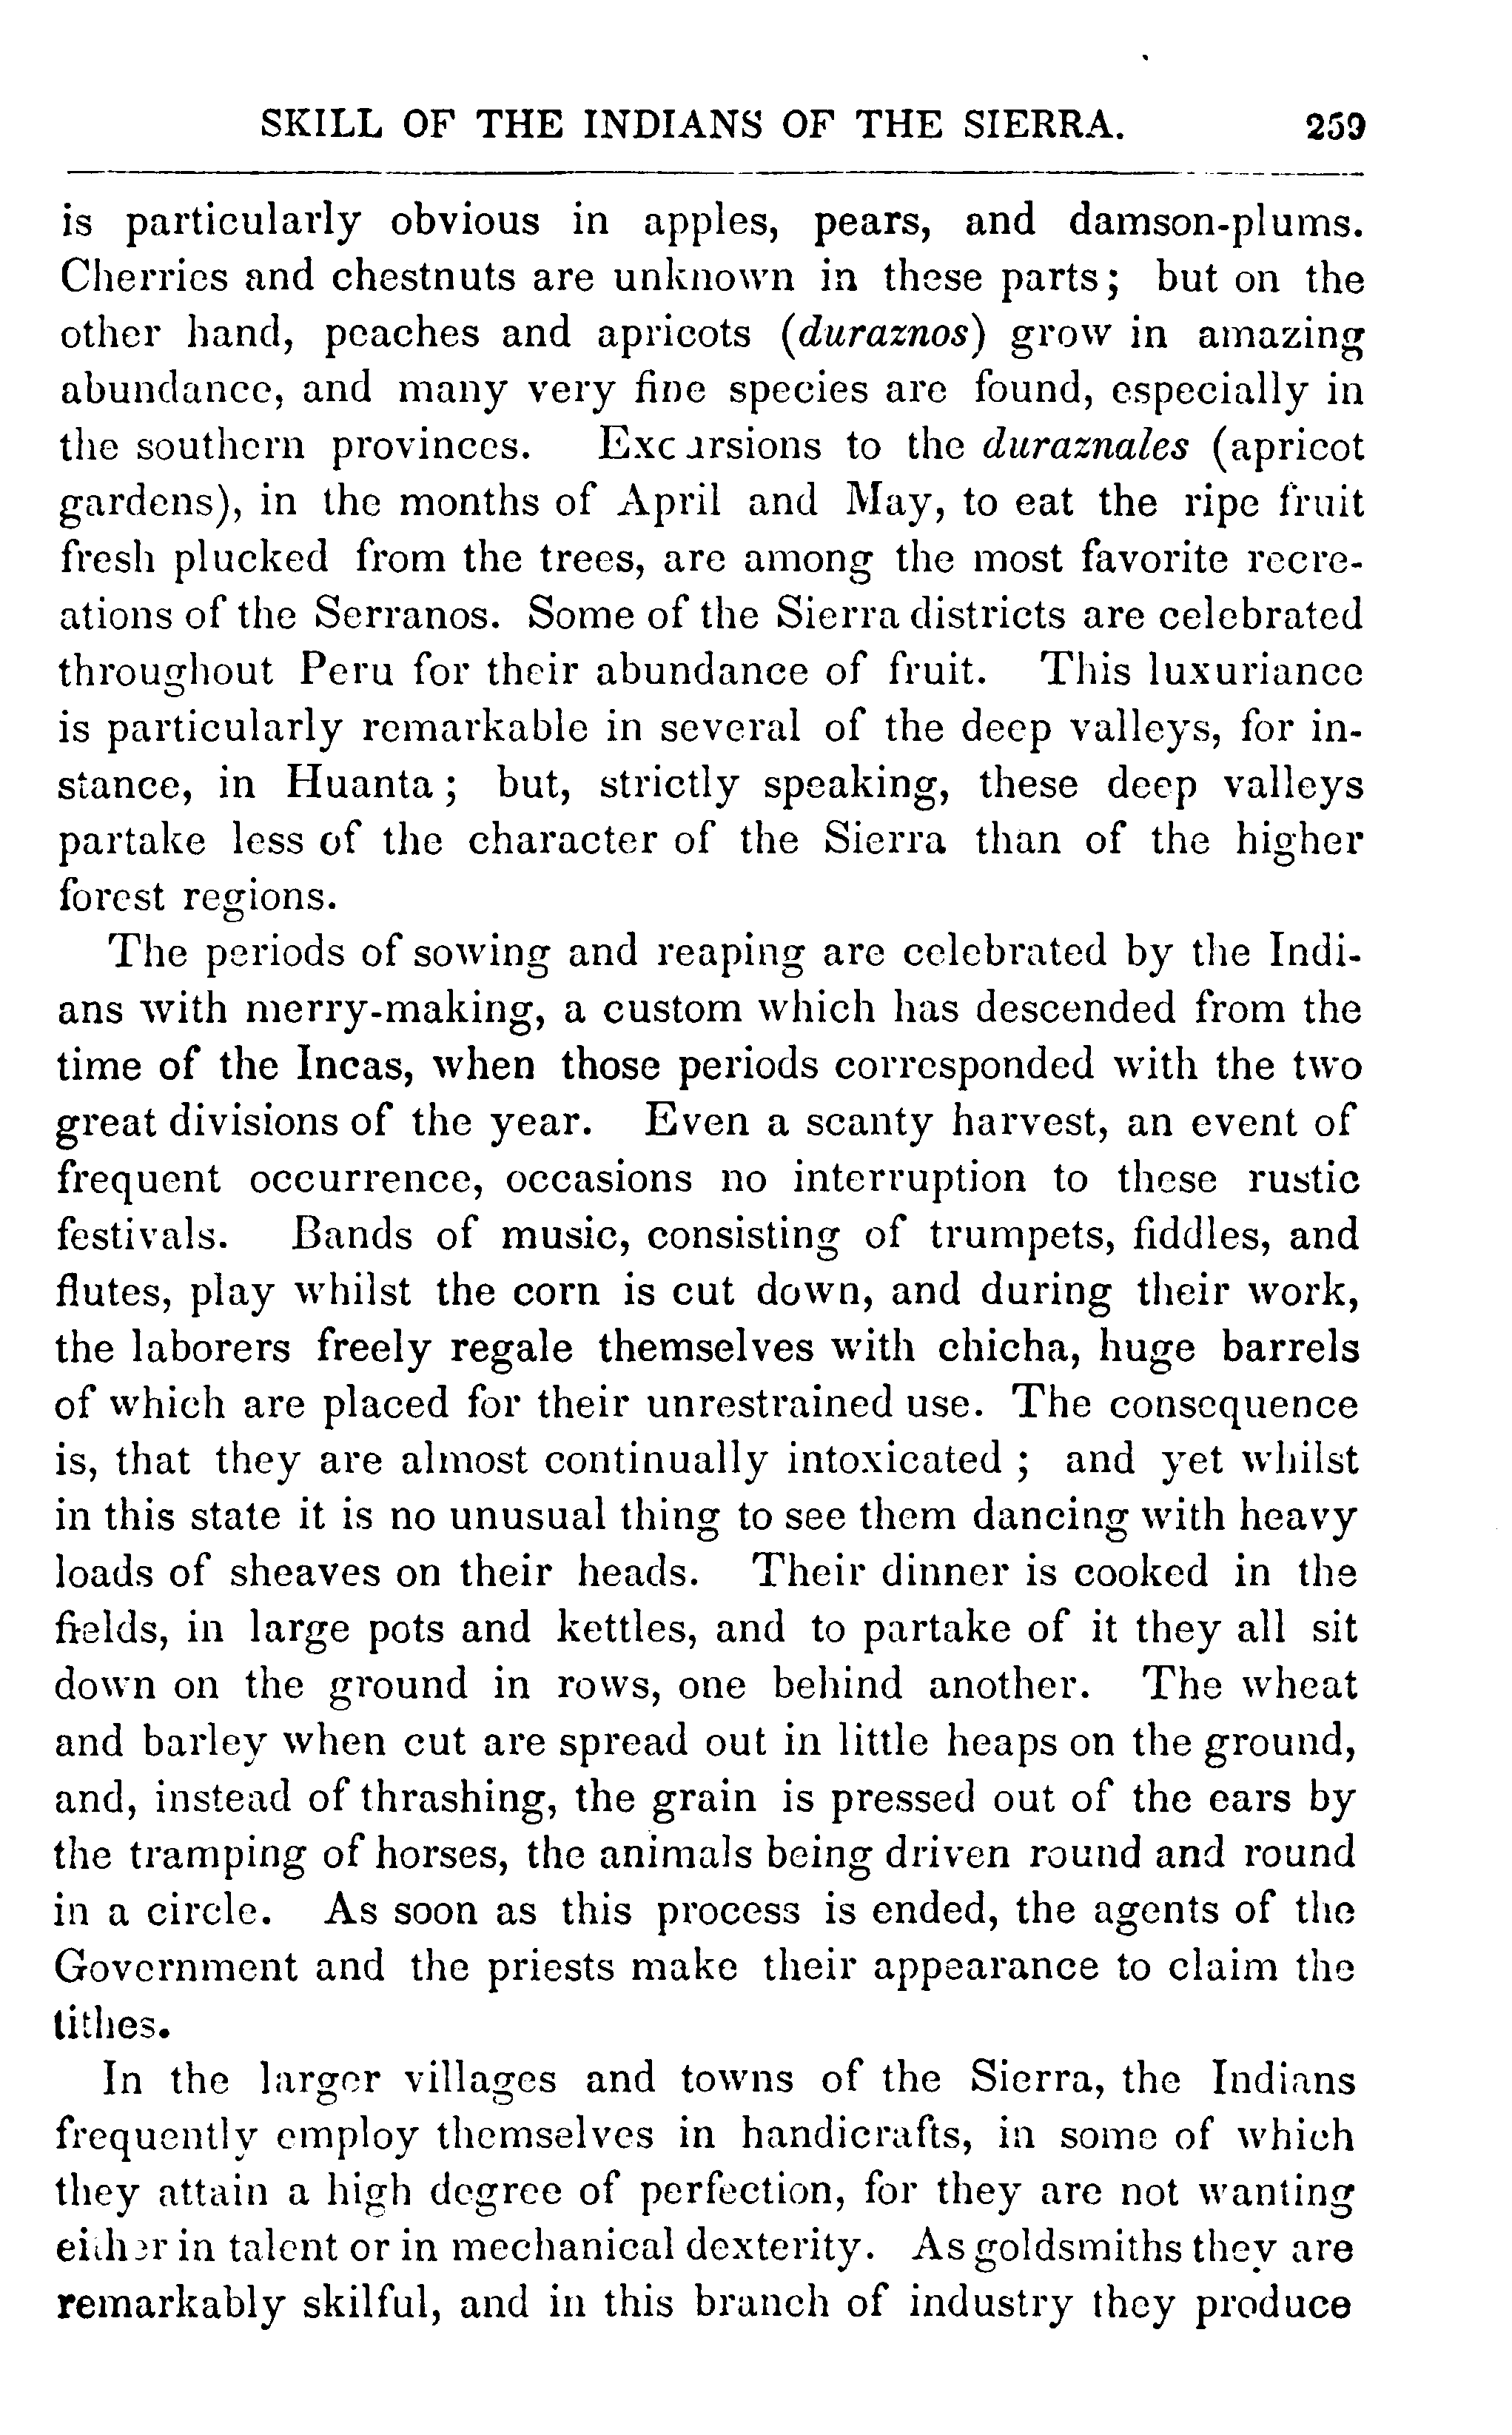 SKILL OF THE INDIANS OF THE SIERRA. 259
is particularly obvious in apples, pears, and damson-plums.
Cherries and chestnuts are unknown in these parts; but on the
other hand, peaches and apricots (duraznos) grow in amazing
abundance, and many very fine species are found, especially in
the southern provinces. Excursions to the duraznales (apricot
gardens), in the months of April and May, to eat the ripe fruit
fresh plucked from the trees, are among the most favorite recre-
ations of the Serranos. Some of the Sierra districts are celebrated
throughout Peru for their abundance of fruit. This luxuriance
is particularly remarkable in several of the deep valleys, for in-
stance, in Huanta; but, strictly speaking, these deep valleys
partake less of the character of the Sierra than of the higher
forest regions.
The periods of sowing and reaping are celebrated by the Indi-
ans with merry-making, a custom which has descended from the
time of the Incas, when those periods corresponded with the two
great divisions of the year. Even a scanty harvest, an event of
frequent occurrence, occasions no interruption to these rustic
festivals. Bands of music, consisting of trumpets, fiddles, and
flutes, play whilst the corn is cut down, and during their work,
the laborers freely regale themselves with chicha, huge barrels
of which are placed for their unrestrained use. The consequence
is, that they are almost continually intoxicated; and yet whilst
in this state it is no unusual thing to see them dancing with heavy
loads of sheaves on their heads. Their dinner is cooked in the
fields, in large pots and kettles, and to partake of it they all sit
down on the ground in rows, one behind another. The wheat
and barley when cut are spread out in little heaps on the ground,
and, instead of thrashing, the grain is pressed out of the ears by
the tramping of horses, the animals being driven round and round
in a circle. As soon as this process is ended, the agents of the
Government and the priests make their appearance to claim the
tithes.
In the larger villages and towns of the Sierra, the Indians
frequently employ themselves in handicrafts, in some of which
they attain a high degree of perfection, for they are not wanting
either in talent or in mechanical dexterity. As goldsmiths they are
remarkably skilful, and in this branch of industry they produce